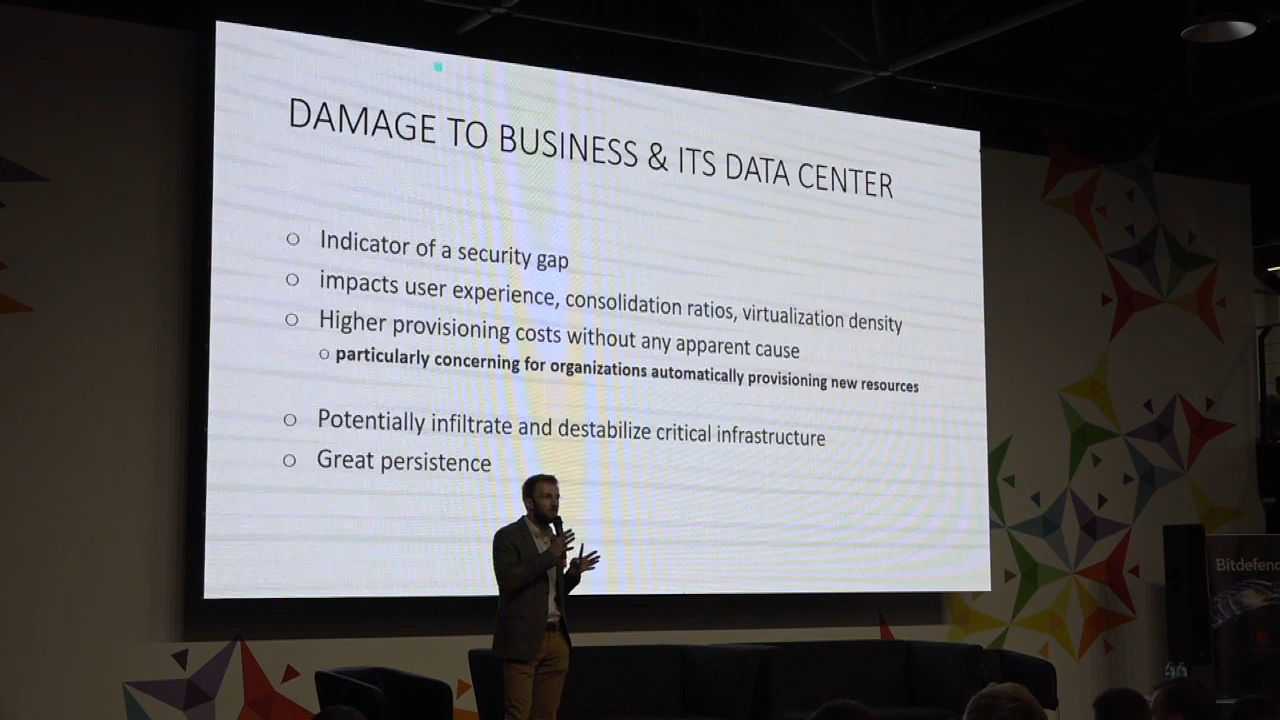 DAMAGE TO BUSINESS & ITS DATA CENTER
Indicator of a security gap
impacts user experience, consolidation ratios, virtualization density
Higher provisioning costs without any apparent cause
particularly concerning for organizations automatically provisioning new resources
Potentially infiltrate and destabilize critical infrastructure
Great persistence
Bitdefend